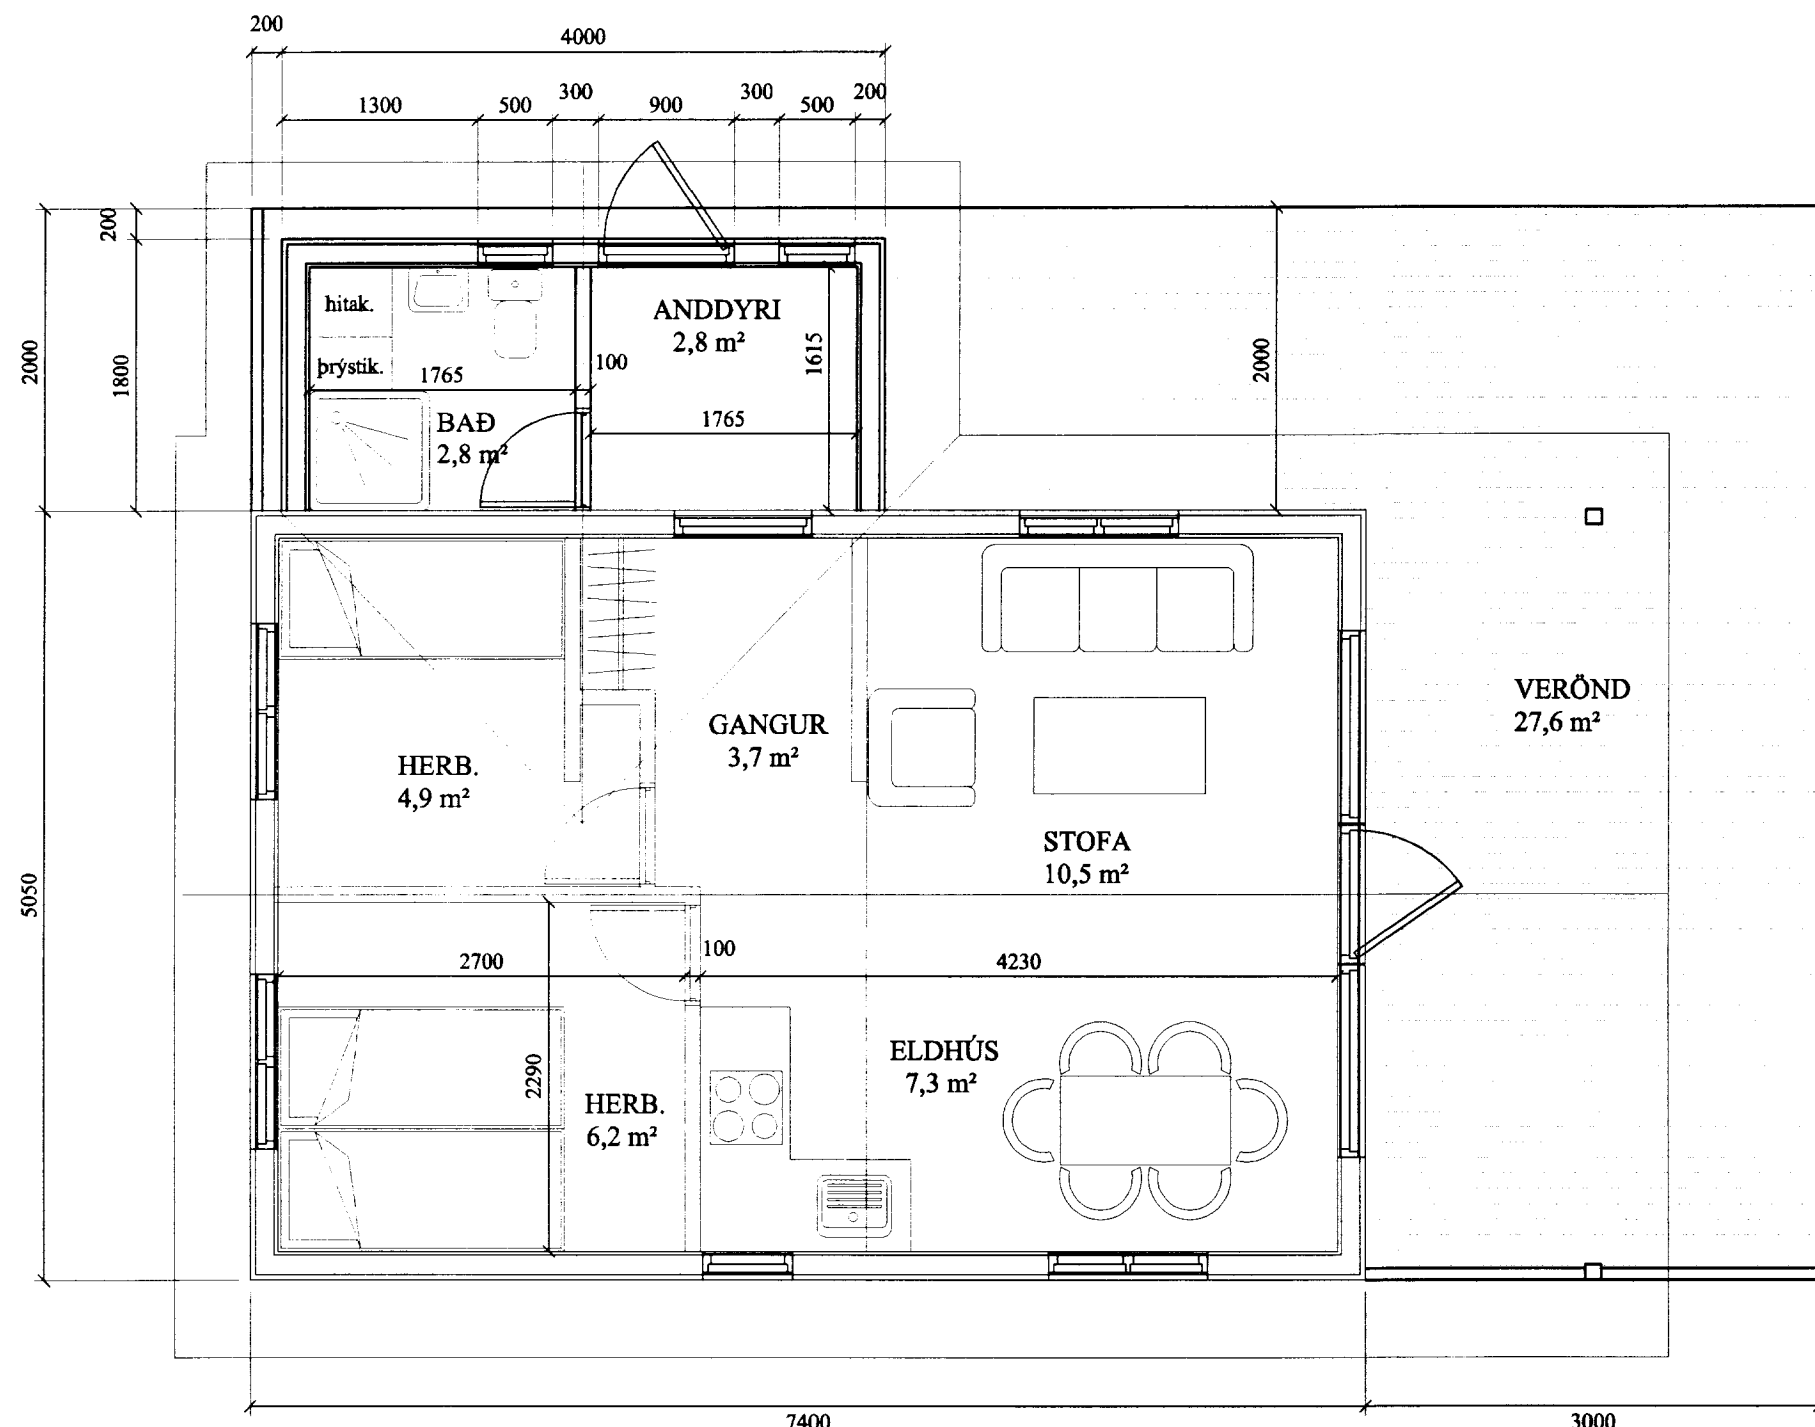 200
4000
1300
500
300
900
300
500
200
200
2000
1800
hitak.
þrýstik.
1765
100
BAÐ
2,8 m²
ANDDYRI
2,8 m²
1615
1765
2000
VERÖND
27,6 m²
GANGUR
3,7 m²
HERB.
4,9 m²
STOFA
10,5 m²
5050
2700
100
4230
2290
HERB.
6,2 m²
ELDHÚS
7,3 m²
7400
3000